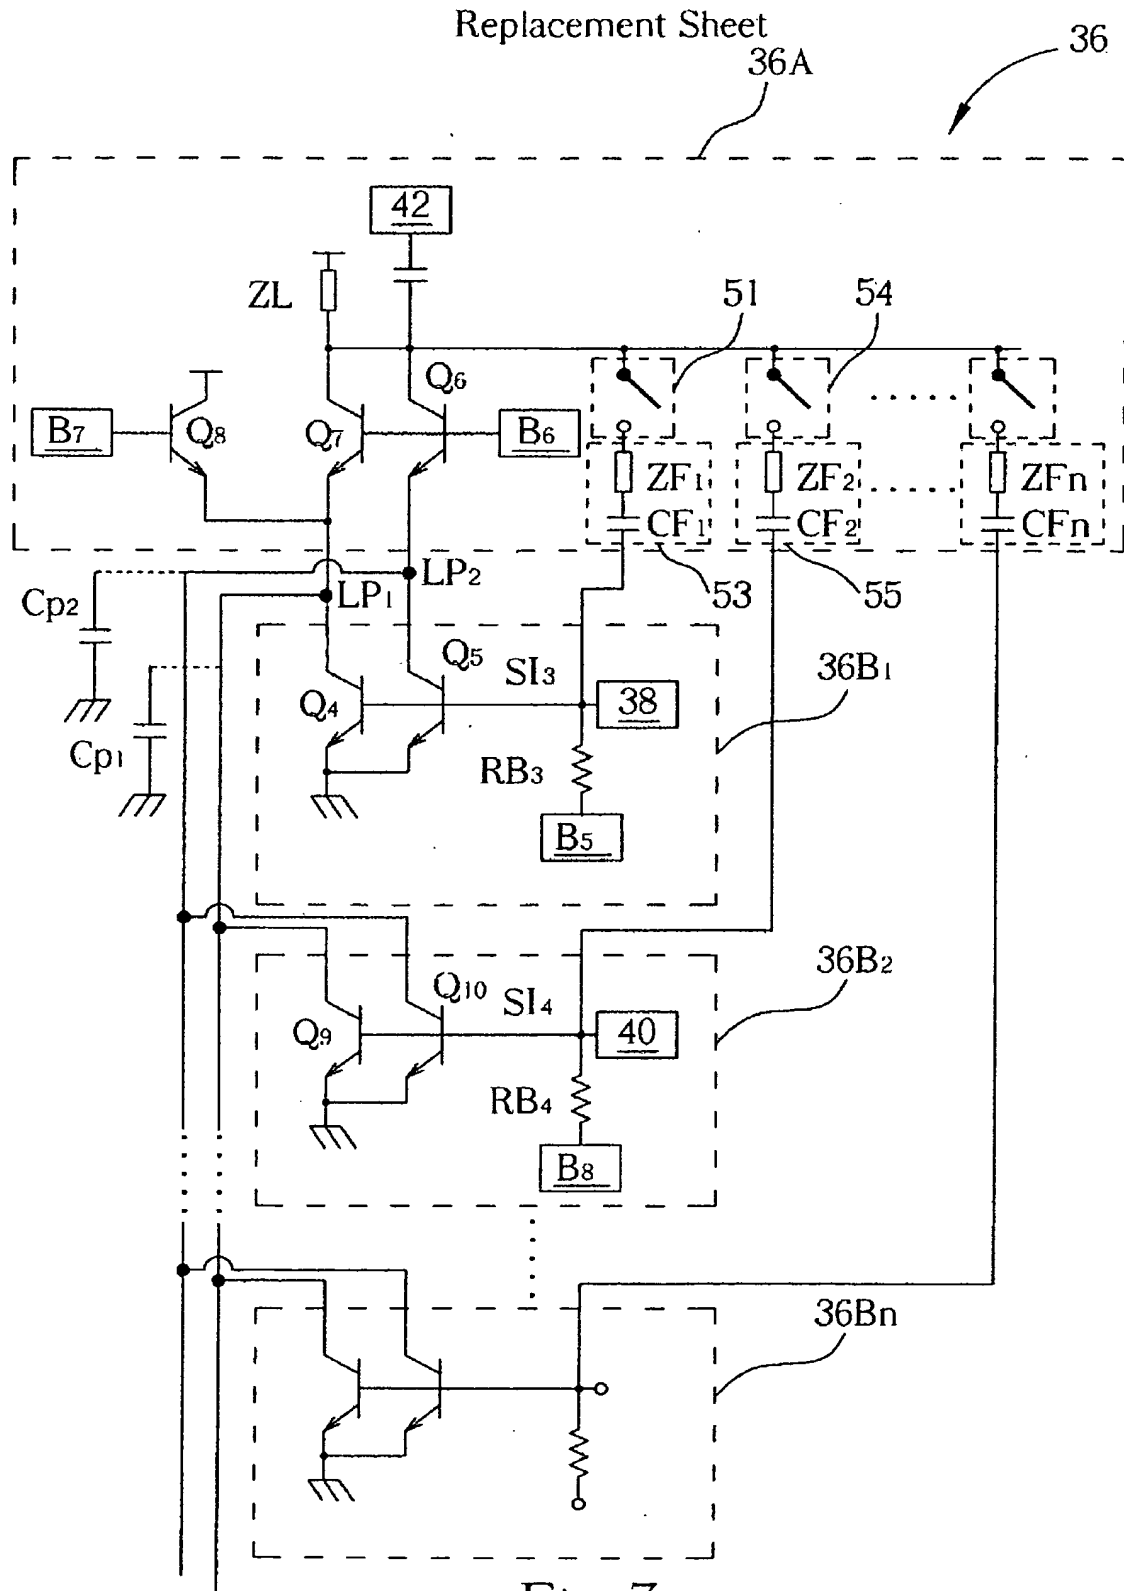 Replacement Sheet
36
36A
42
ZL
51
54
Q6
B7
Q8
Q7
B6
ZF1
ZF2
ZFn
CF1
CF2
CFn
LP2
Cp2
LP1
53
55
Q5
SI3
36B1
Q4
38
Cp1
RB3
B5
36B2
Q10
SI4
Q9
40
RB4
B8
36Bn